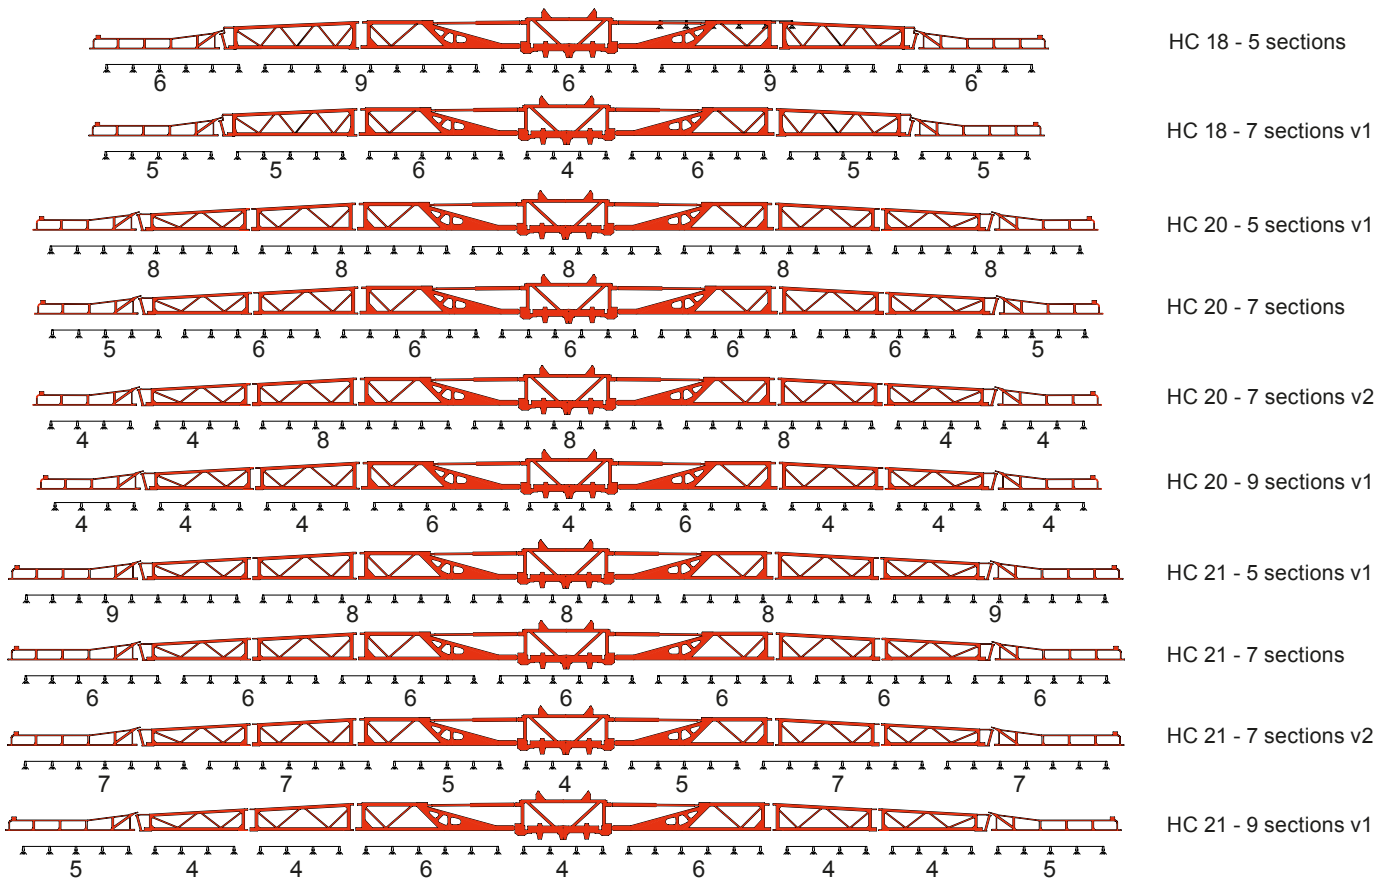 HC 18 - 5 sections
6 9 6 9 6
HC 18 - 7 sections v1
5 5 6 4 6 5 5
HC 20 - 5 sections v1
8 8 8 8 8
HC 20 - 7 sections
5 6 6 6 6 6 5
HC 20 - 7 sections v2
4 4 8 8 8 4 4
HC 20 - 9 sections v1
4 4 4 6 4 6 4 4 4
HC 21 - 5 sections v1
9 8 8 8 9
HC 21 - 7 sections
6 6 6 6 6 6 6
HC 21 - 7 sections v2
7 7 5 4 5 7 7
HC 21 - 9 sections v1
5 4 4 6 4 6 4 4 5